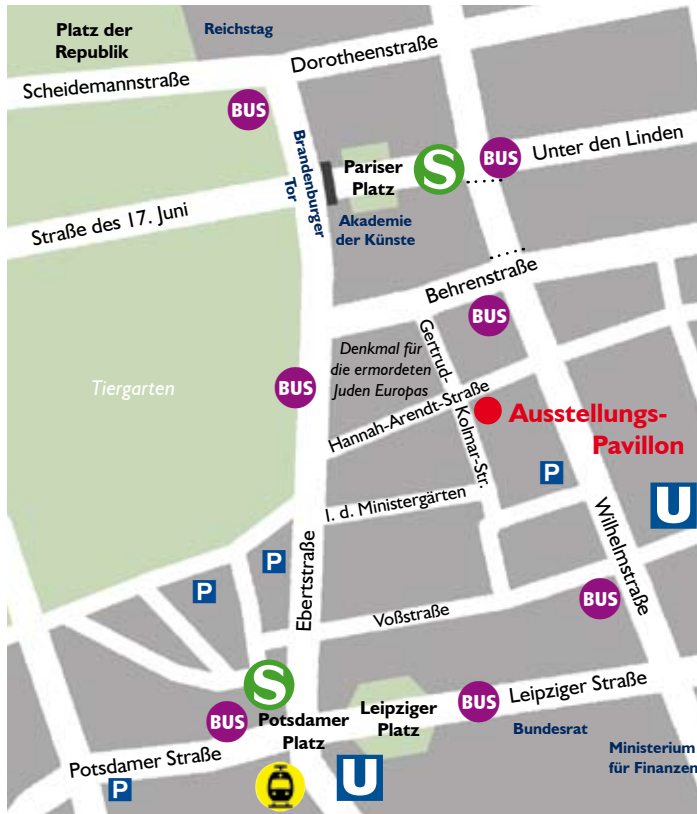 Platz der
Republik
Reichstag
Dorotheenstraße
Scheidemannstraße
BUS
Brandenburger
Tor
Pariser
Platz
S
BUS
Unter den Linden
Straße des 17. Juni
Akademie
der Künste
Behrenstraße
BUS
Gertrud-
Kolmar-Str.
Denkmal für
die ermordeten
Juden Europas
Tiergarten
BUS
Hannah-Arendt-Straße
Ausstellungs-
Pavillon
P
U
I. d. Ministergärten
Wilhelmstraße
P
P
Ebertstraße
Voßstraße
BUS
S
BUS
Potsdamer
Platz
Leipziger
Platz
BUS
Leipziger Straße
Bundesrat
Ministerium
für Finanzen
Potsdamer Straße
P
U